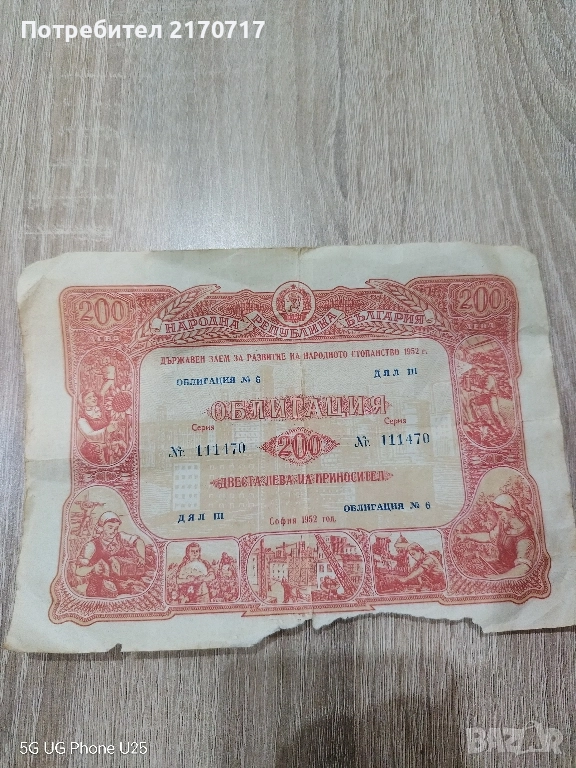 Потребител 2170717
200 200
НАРОДНА РЕПУБЛИКА БЪЛГАРИЯ
ДЪРЖАВЕН ЗАЕМ ЗА РАЗВИТИЕ НА НАРОДНОТО СТОПАНСТВО 1952 г.
ОБЛИГАЦИЯ № 6 ДЯЛ III
ОБЛИГАЦИЯ
Серия Серия
№ 111470 200 № 111470
ДВЕСТА ЛЕВА НА ПРИНОСИТЕЛ
ДЯЛ III ОБЛИГАЦИЯ № 6
София 1952 год.
5G UG Phone U25
BAZAR